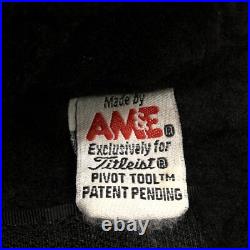 Made by
AM&E®
Exclusively for
Titleist®
PIVOT TOOL™
PATENT PENDING